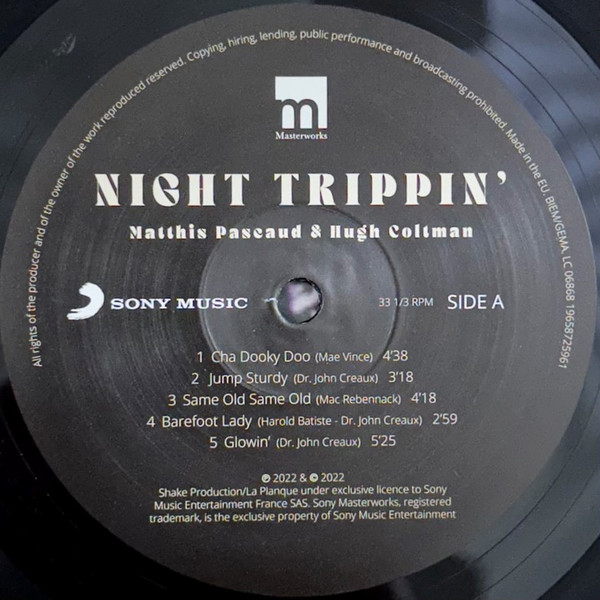 All rights of the producer and of the owner of the work reproduced reserved. Copying, hiring, lending, public performance and broadcasting prohibited. Made in the EU. BIEM/GEMA. LC 06868 19658725961
m
Masterworks
NIGHT TRIPPIN'
Matthis Pascaud & Hugh Coltman
SONY MUSIC
33 1/3 RPM SIDE A
1 Cha Dooky Doo (Mae Vince) 4'38
2 Jump Sturdy (Dr. John Creaux) 3'18
3 Same Old Same Old (Mac Rebennack) 4'18
4 Barefoot Lady (Harold Batiste - Dr. John Creaux) 2'59
5 Glowin' (Dr. John Creaux) 5'25
℗ 2022 & © 2022
Shake Production/La Planque under exclusive licence to Sony
Music Entertainment France SAS. Sony Masterworks, registered
trademark, is the exclusive property of Sony Music Entertainment